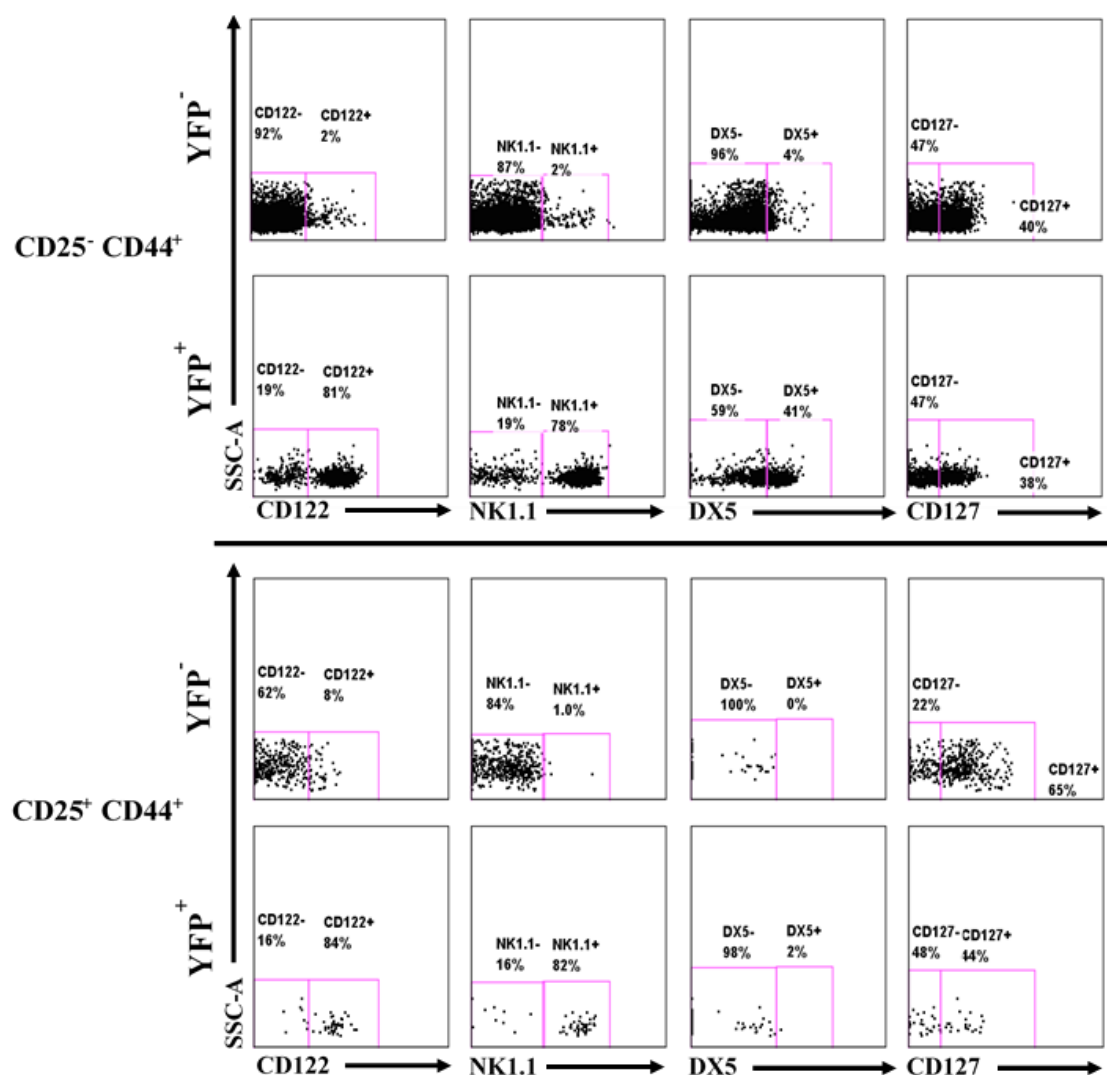 YFP-
CD122-
92%
CD122+
2%
NK1.1-
87%
NK1.1+
2%
DX5-
96%
DX5+
4%
CD127-
47%
CD127+
40%
CD25- CD44+
YFP+
CD122-
19%
CD122+
81%
NK1.1-
19%
NK1.1+
78%
DX5-
59%
DX5+
41%
CD127-
47%
CD127+
38%
SSC-A
CD122
NK1.1
DX5
CD127
YFP-
CD122-
62%
CD122+
8%
NK1.1-
84%
NK1.1+
1.0%
DX5-
100%
DX5+
0%
CD127-
22%
CD127+
65%
CD25+ CD44+
YFP+
CD122-
16%
CD122+
84%
NK1.1-
16%
NK1.1+
82%
DX5-
98%
DX5+
2%
CD127-
48%
CD127+
44%
SSC-A
CD122
NK1.1
DX5
CD127